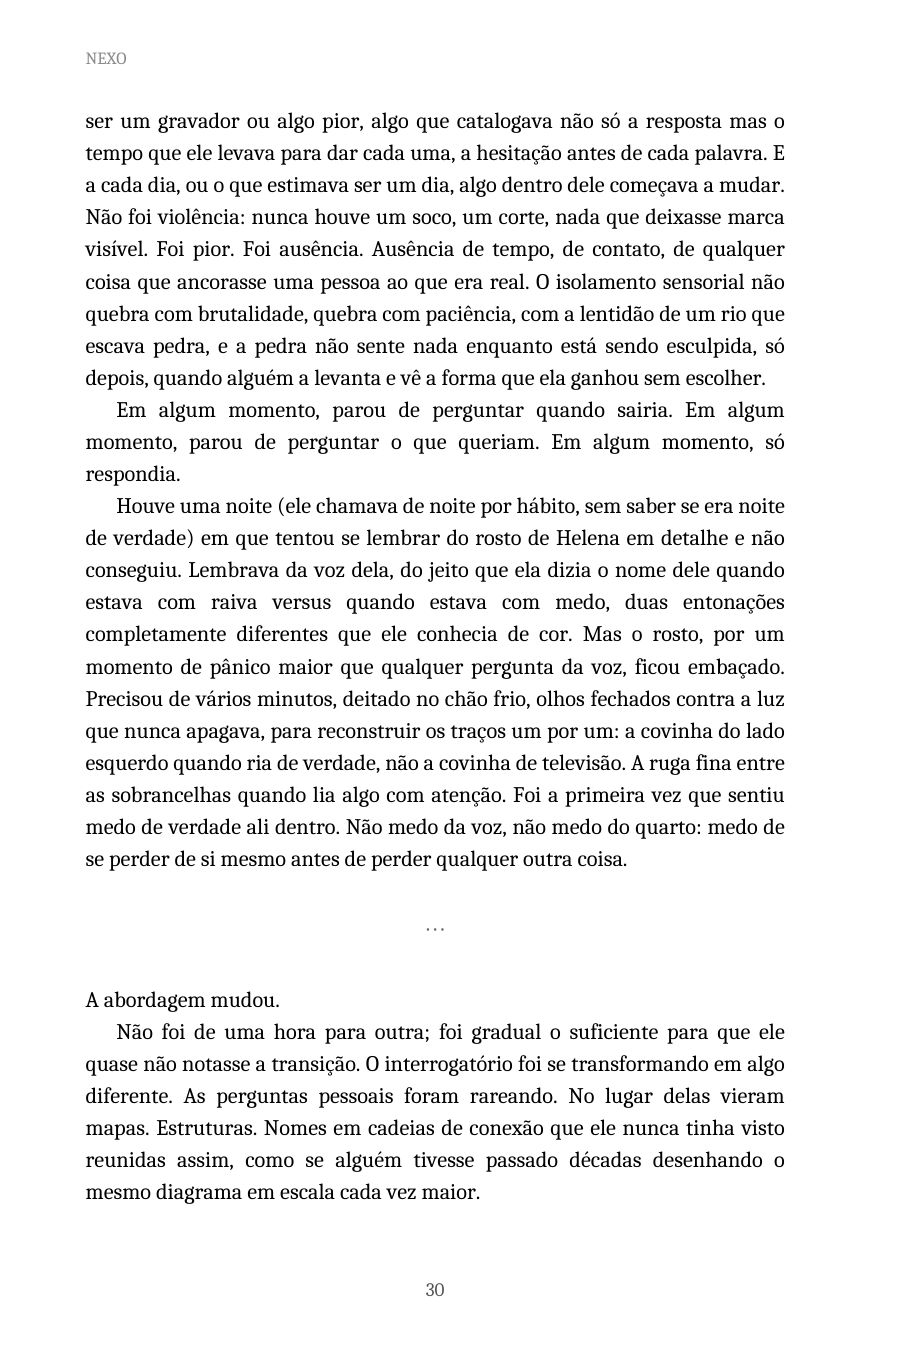 NEXO
ser um gravador ou algo pior, algo que catalogava não só a resposta mas o
tempo que ele levava para dar cada uma, a hesitação antes de cada palavra. E
a cada dia, ou o que estimava ser um dia, algo dentro dele começava a mudar.
Não foi violência: nunca houve um soco, um corte, nada que deixasse marca
visível. Foi pior. Foi ausência. Ausência de tempo, de contato, de qualquer
coisa que ancorasse uma pessoa ao que era real. O isolamento sensorial não
quebra com brutalidade, quebra com paciência, com a lentidão de um rio que
escava pedra, e a pedra não sente nada enquanto está sendo esculpida, só
depois, quando alguém a levanta e vê a forma que ela ganhou sem escolher.
Em algum momento, parou de perguntar quando sairia. Em algum
momento, parou de perguntar o que queriam. Em algum momento, só
respondia.
Houve uma noite (ele chamava de noite por hábito, sem saber se era noite
de verdade) em que tentou se lembrar do rosto de Helena em detalhe e não
conseguiu. Lembrava da voz dela, do jeito que ela dizia o nome dele quando
estava com raiva versus quando estava com medo, duas entonações
completamente diferentes que ele conhecia de cor. Mas o rosto, por um
momento de pânico maior que qualquer pergunta da voz, ficou embaçado.
Precisou de vários minutos, deitado no chão frio, olhos fechados contra a luz
que nunca apagava, para reconstruir os traços um por um: a covinha do lado
esquerdo quando ria de verdade, não a covinha de televisão. A ruga fina entre
as sobrancelhas quando lia algo com atenção. Foi a primeira vez que sentiu
medo de verdade ali dentro. Não medo da voz, não medo do quarto: medo de
se perder de si mesmo antes de perder qualquer outra coisa.
...
A abordagem mudou.
Não foi de uma hora para outra; foi gradual o suficiente para que ele
quase não notasse a transição. O interrogatório foi se transformando em algo
diferente. As perguntas pessoais foram rareando. No lugar delas vieram
mapas. Estruturas. Nomes em cadeias de conexão que ele nunca tinha visto
reunidas assim, como se alguém tivesse passado décadas desenhando o
mesmo diagrama em escala cada vez maior.
30